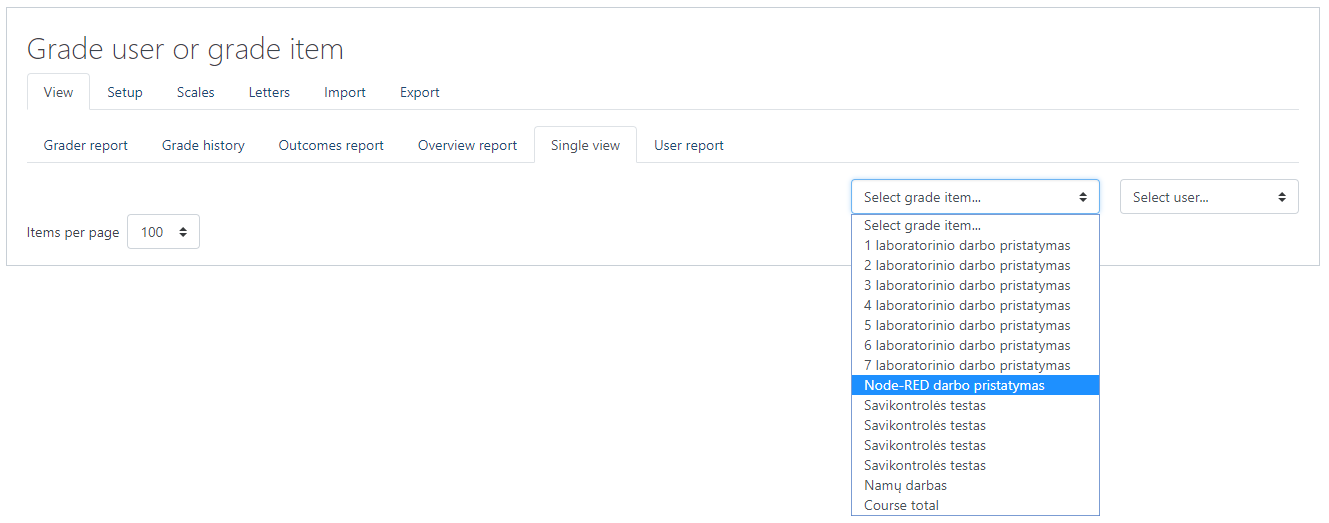 Grade user or grade item
View Setup Scales Letters Import Export
Grader report Grade history Outcomes report Overview report Single view User report
Select grade item... Select user...
Items per page 100
Select grade item...
1 laboratorinio darbo pristatymas
2 laboratorinio darbo pristatymas
3 laboratorinio darbo pristatymas
4 laboratorinio darbo pristatymas
5 laboratorinio darbo pristatymas
6 laboratorinio darbo pristatymas
7 laboratorinio darbo pristatymas
Node-RED darbo pristatymas
Savikontrolės testas
Savikontrolės testas
Savikontrolės testas
Savikontrolės testas
Namų darbas
Course total